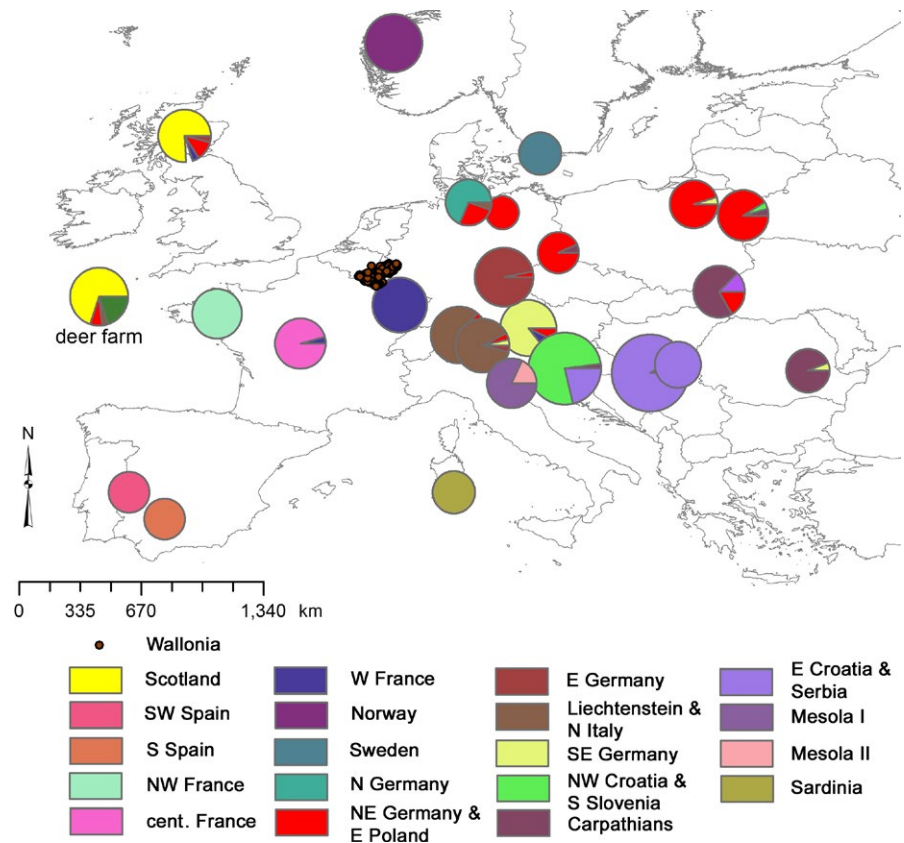 deer farm
N
0 335 670 1,340 km
Wallonia
Scotland
SW Spain
S Spain
NW France
cent. France
W France
Norway
Sweden
N Germany
NE Germany &
E Poland
E Germany
Liechtenstein &
N Italy
SE Germany
NW Croatia &
S Slovenia
Carpathians
E Croatia &
Serbia
Mesola I
Mesola II
Sardinia